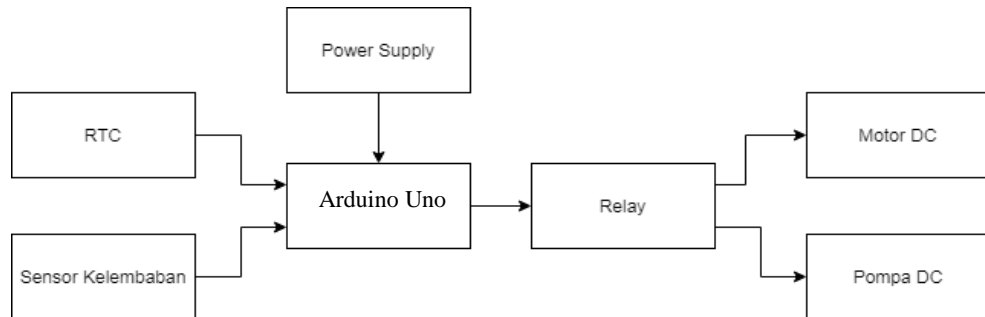 Power Supply
RTC
Motor DC
Arduino Uno
Relay
Sensor Kelembaban
Pompa DC